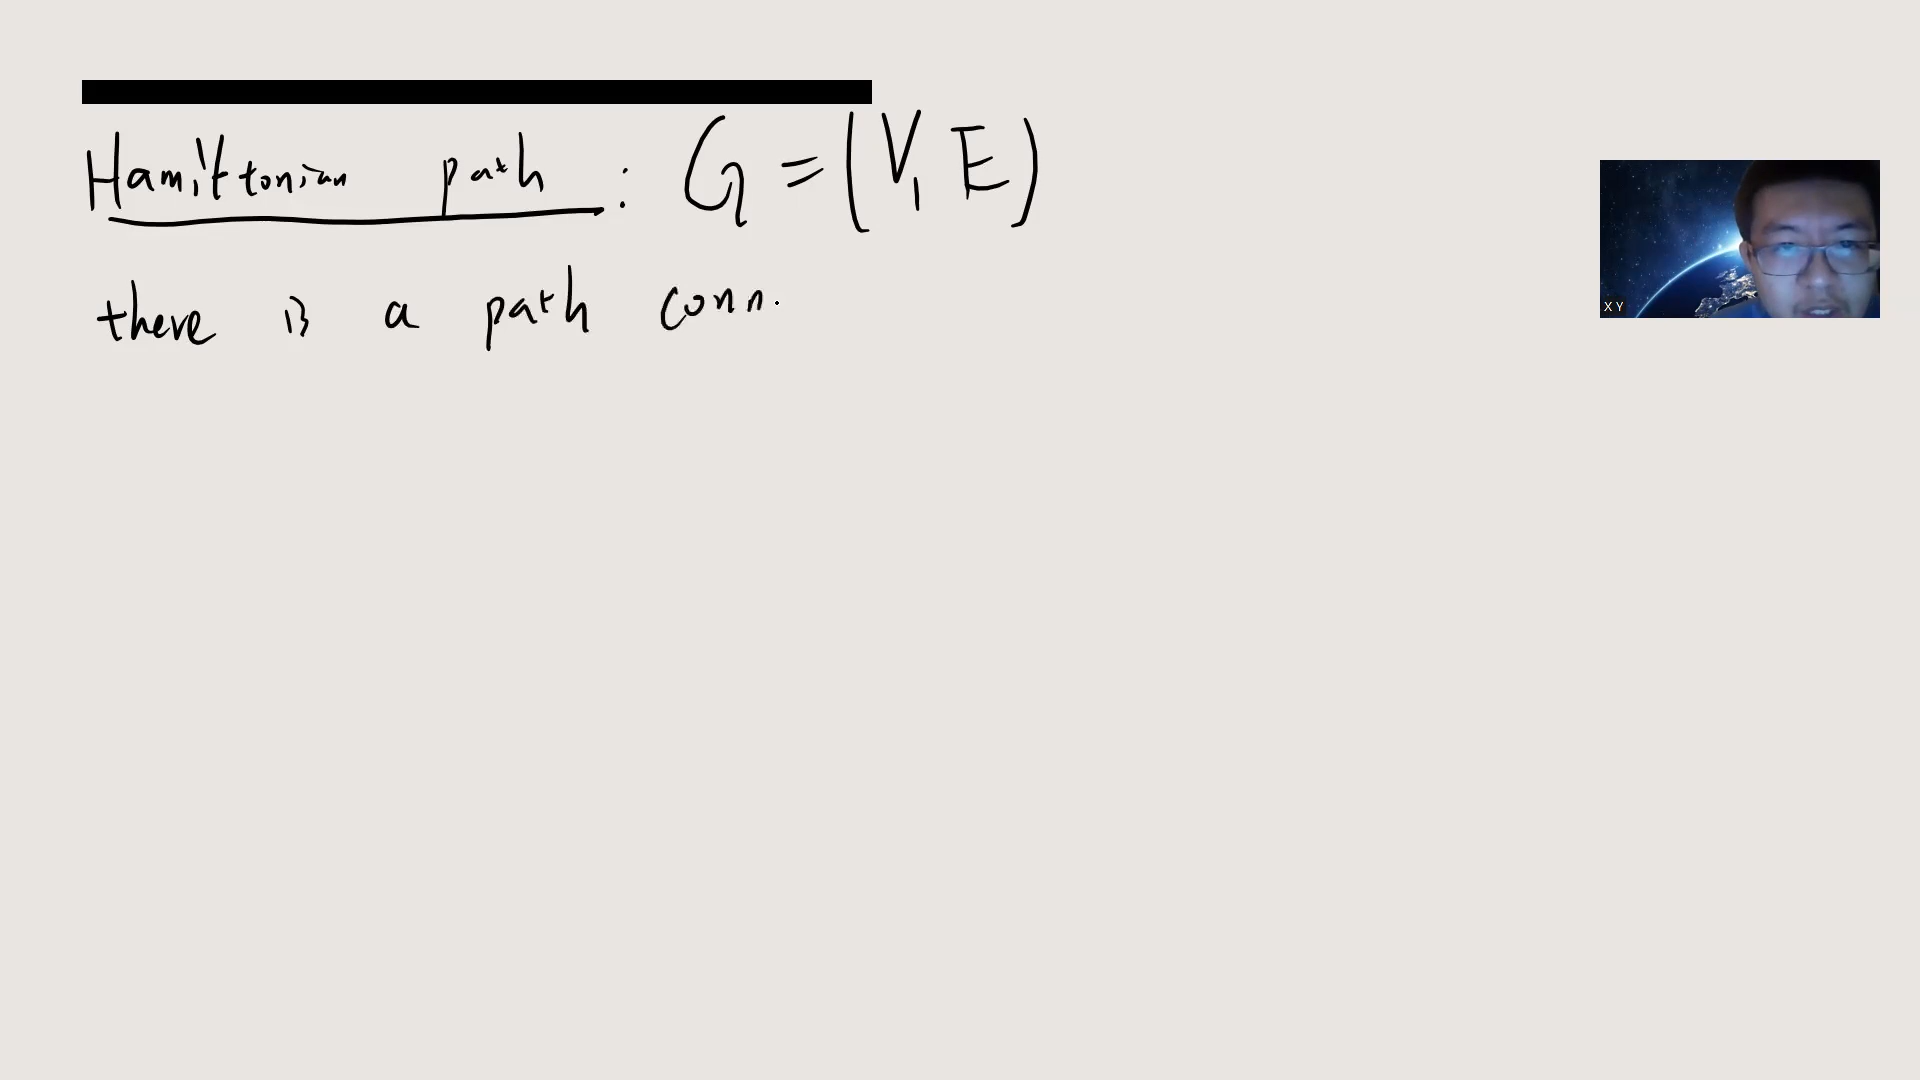 Hamiltonian path : G = (V, E)
there is a path conn
X Y